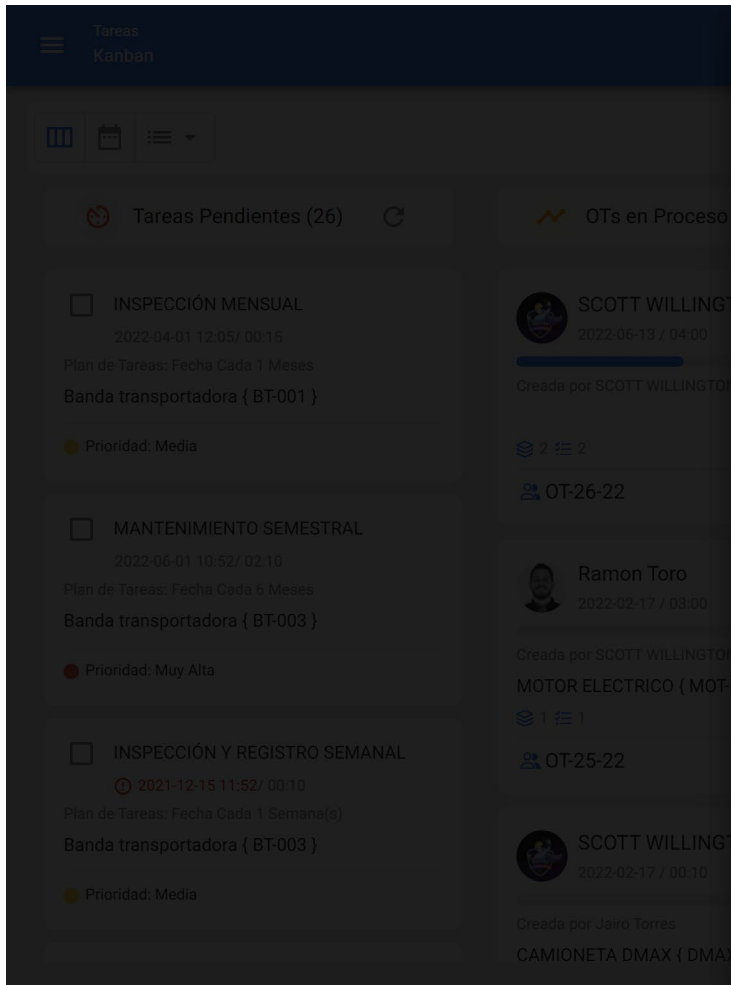 Tareas
Kanban
Tareas Pendientes (26)
INSPECCIÓN MENSUAL
2022-04-01 12:05/ 00:15
Plan de Tareas: Fecha Cada 1 Meses
Banda transportadora { BT-001 }
Prioridad: Media
MANTENIMIENTO SEMESTRAL
2022-06-01 10:52/ 02:10
Plan de Tareas: Fecha Cada 6 Meses
Banda transportadora { BT-003 }
Prioridad: Muy Alta
INSPECCIÓN Y REGISTRO SEMANAL
2021-12-15 11:52/ 00:10
Plan de Tareas: Fecha Cada 1 Semana(s)
Banda transportadora { BT-003 }
Prioridad: Media
OTs en Proceso
SCOTT WILLINGT
2022-06-13 / 04:00
Creada por SCOTT WILLINGTON
2 2
OT-26-22
Ramon Toro
2022-02-17 / 03:00
Creada por SCOTT WILLINGTON
MOTOR ELECTRICO { MOT-
1 1
OT-25-22
SCOTT WILLINGT
2022-02-17 / 00:10
Creada por Jairo Torres
CAMIONETA DMAX { DMAX